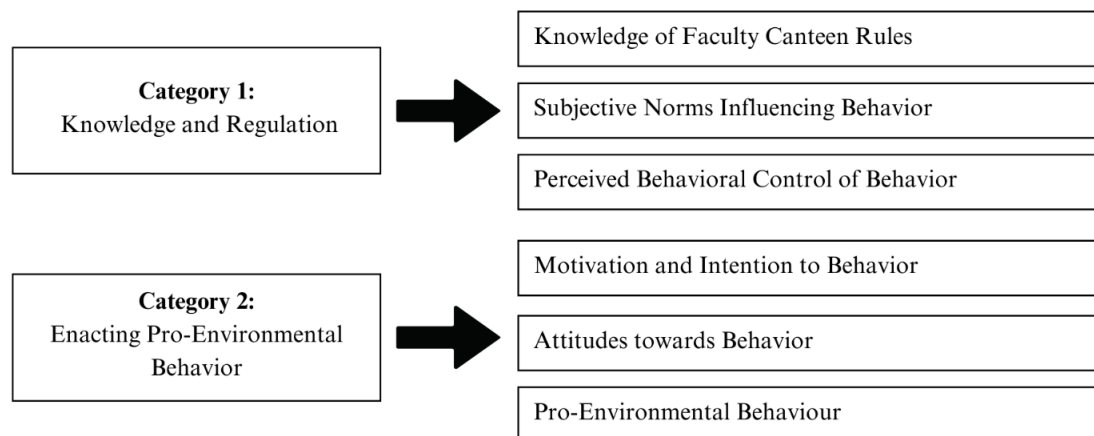 Category 1:
Knowledge and Regulation
Knowledge of Faculty Canteen Rules
Subjective Norms Influencing Behavior
Perceived Behavioral Control of Behavior
Category 2:
Enacting Pro-Environmental
Behavior
Motivation and Intention to Behavior
Attitudes towards Behavior
Pro-Environmental Behaviour